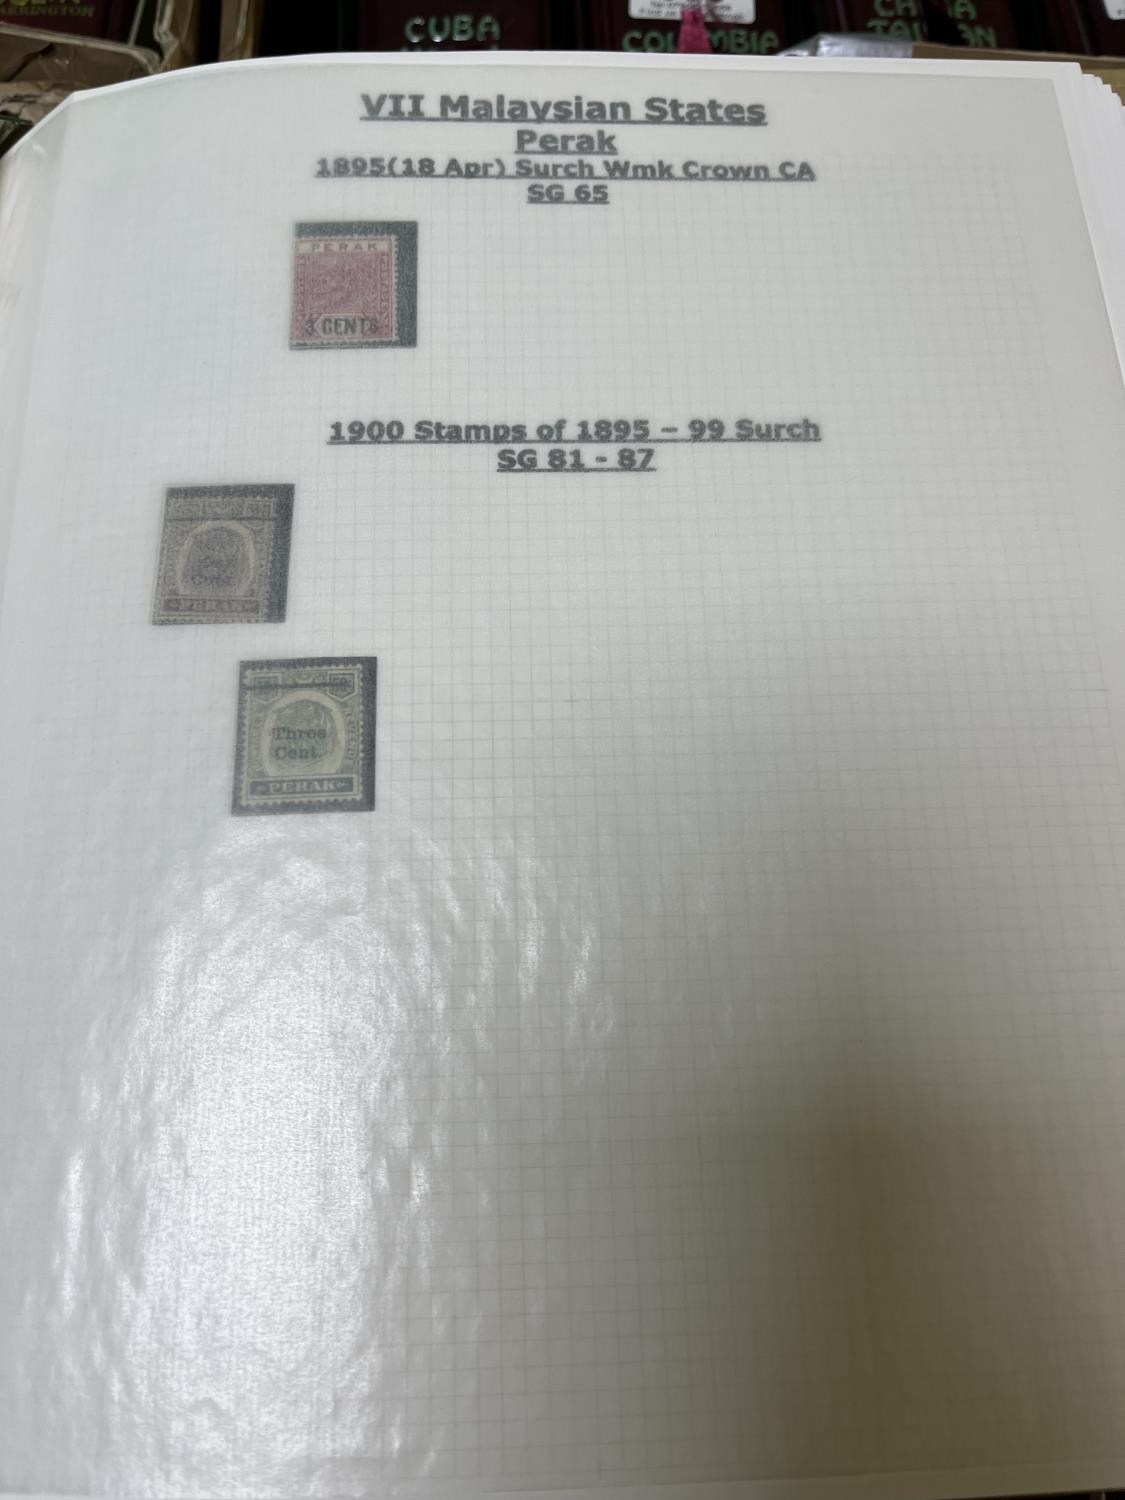 CUBA
COLOMBIA
VII Malaysian States
Perak
1895(18 Apr) Surch Wmk Crown CA
SG 65
PERAK
3 CENTS
1900 Stamps of 1895 – 99 Surch
SG 81 - 87
Cent.
PERAK
Three
Cent.
PERAK